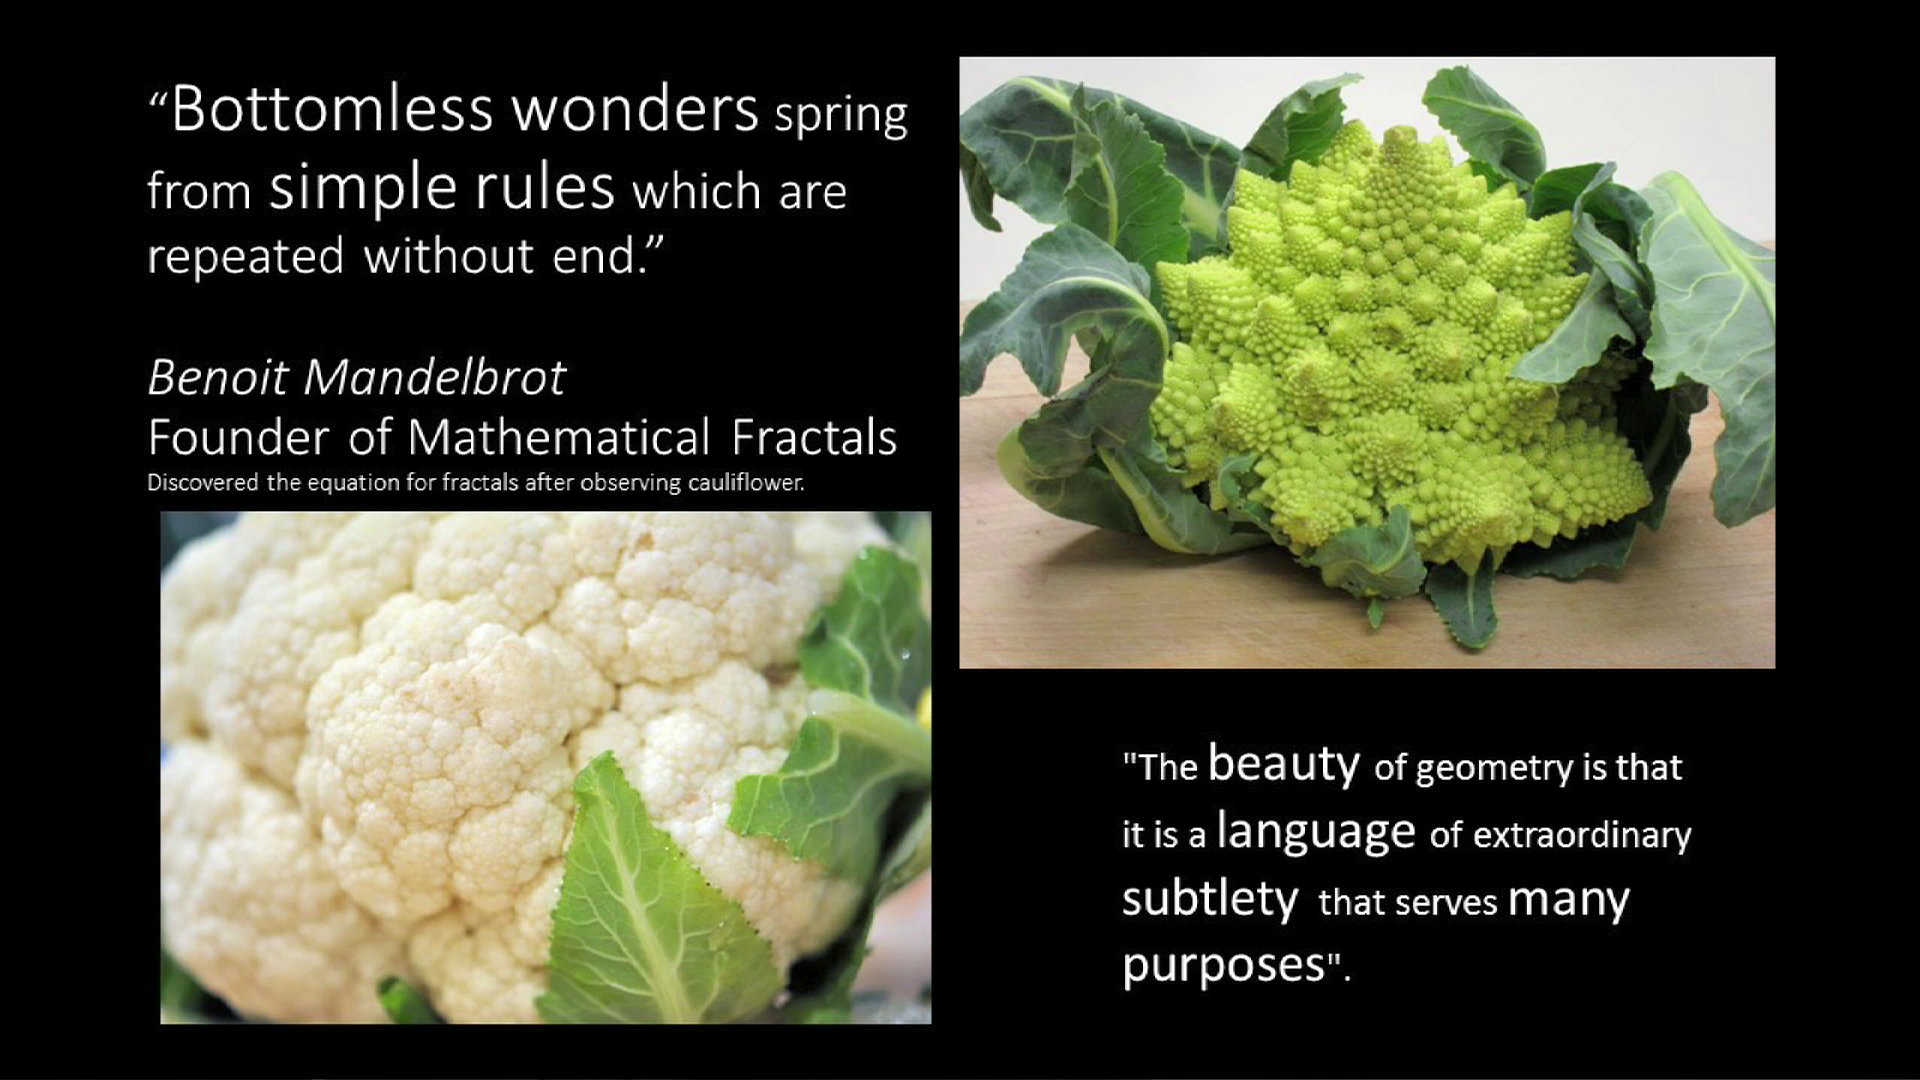 “Bottomless wonders spring
from simple rules which are
repeated without end.”
Benoit Mandelbrot
Founder of Mathematical Fractals
Discovered the equation for fractals after observing cauliflower.
"The beauty of geometry is that
it is a language of extraordinary
subtlety that serves many
purposes".